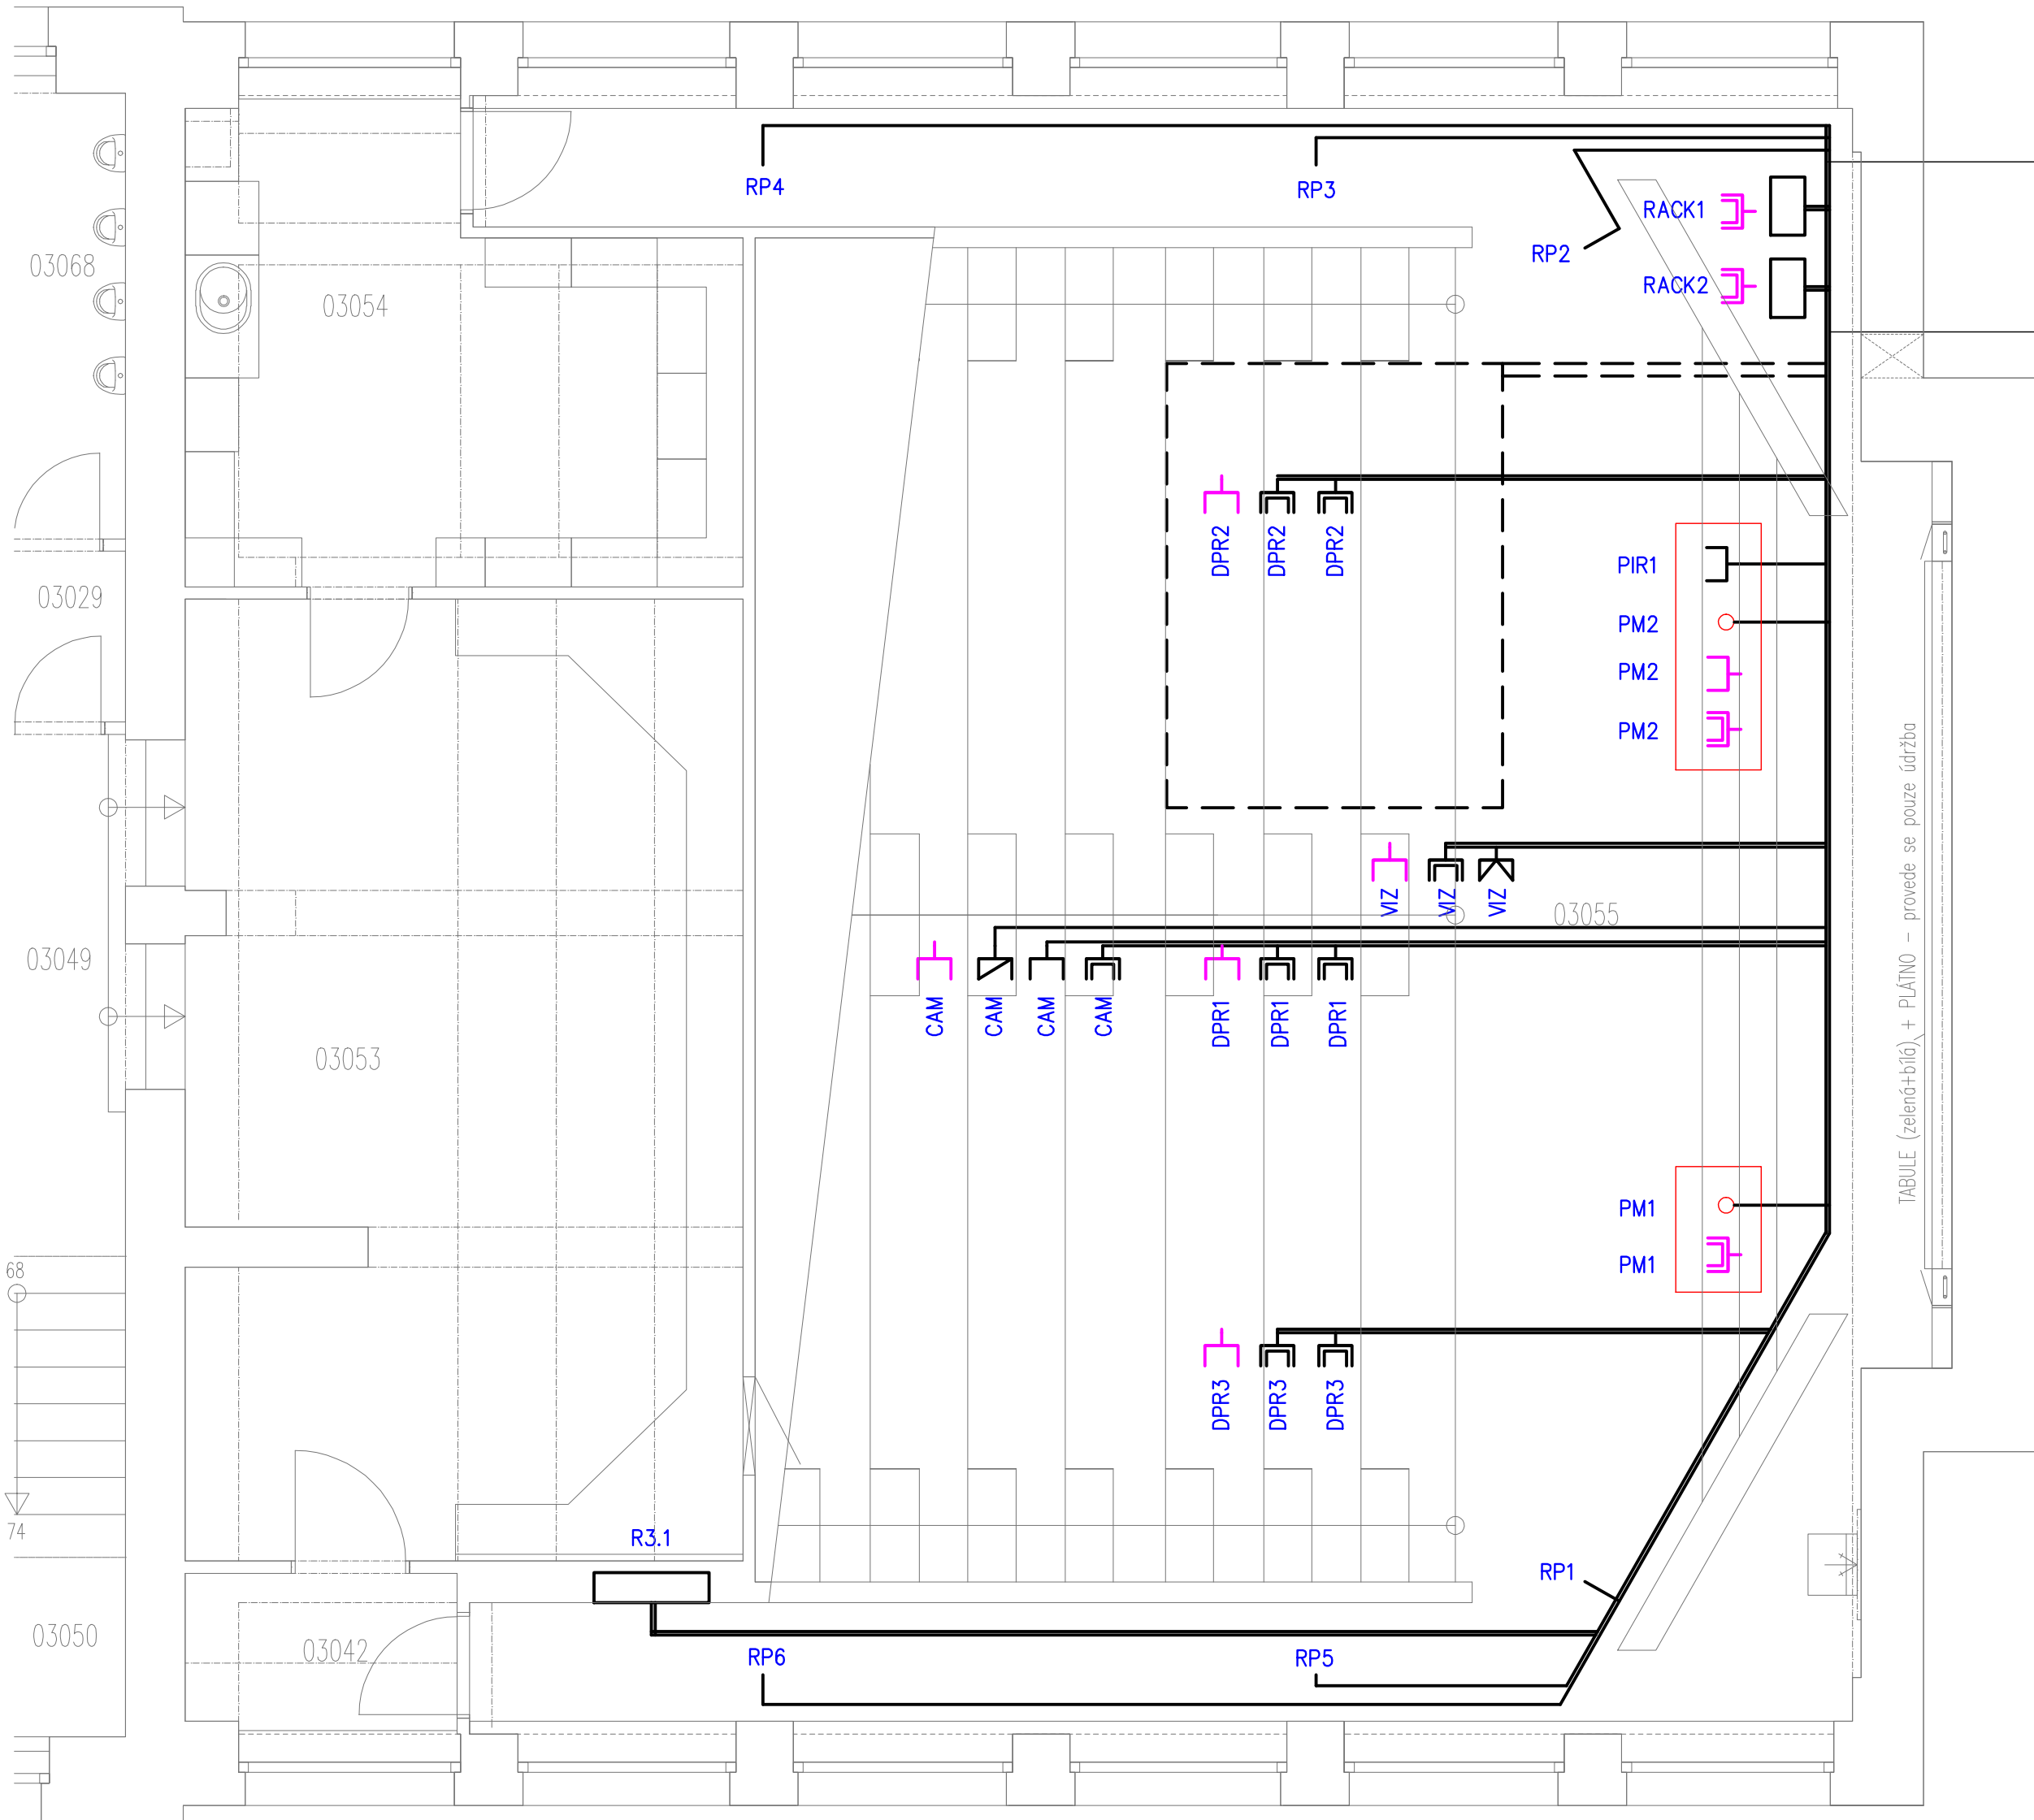 RP4
RP3
RACK1
RP2
03068
RACK2
03054
DPR2
DPR2
DPR2
PIR1
03029
PM2
PM2
PM2
VIZ
VIZ
VIZ
03055
TABULE (zelená+bílá) + PLÁTNO - provede se pouze údržba
03049
CAM
CAM
CAM
CAM
DPR1
DPR1
DPR1
03053
PM1
68
PM1
DPR3
DPR3
DPR3
74
R3.1
RP1
03050
03042
RP6
RP5